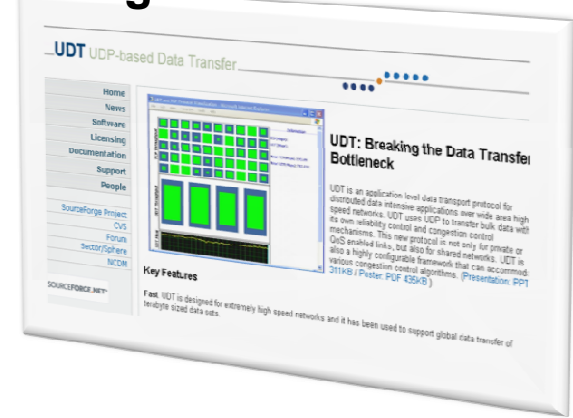 UDT UDP-based Data Transfer
Home
News
Software
Licensing
Documentation
Support
People
SourceForge Project
CVS
Forum
Sector/Sphere
NCDM
SOURCEFORGE.NET
UDT: Breaking the Data Transfer
Bottleneck
UDT is an application level data transport protocol for
distributed data intensive applications over wide area high
speed networks. UDT uses UDP to transfer bulk data with
its own reliability control and congestion control
mechanisms. This new protocol is not only for private or
QoS enabled links, but also for shared networks. UDT is
also a highly configurable framework that can accommod
various congestion control algorithms. (Presentation: PPT
311KB / Poster: PDF 435KB )
Key Features
Fast. UDT is designed for extremely high speed networks and it has been used to support global data transfer of
terabyte sized data sets.